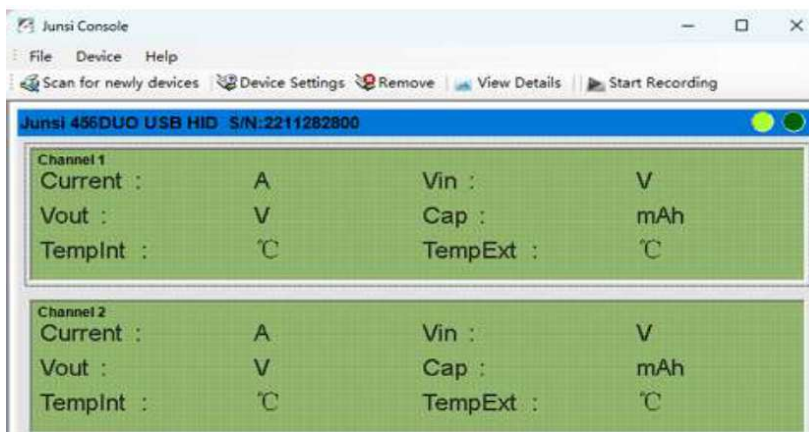 Junsi Console
File Device Help
Scan for newly devices Device Settings Remove View Details Start Recording
Junsi 456DUO USB HID S/N:2211282800
Channel 1
Current : A Vin : V
Vout : V Cap : mAh
TempInt : ℃ TempExt : ℃
Channel 2
Current : A Vin : V
Vout : V Cap : mAh
TempInt : ℃ TempExt : ℃